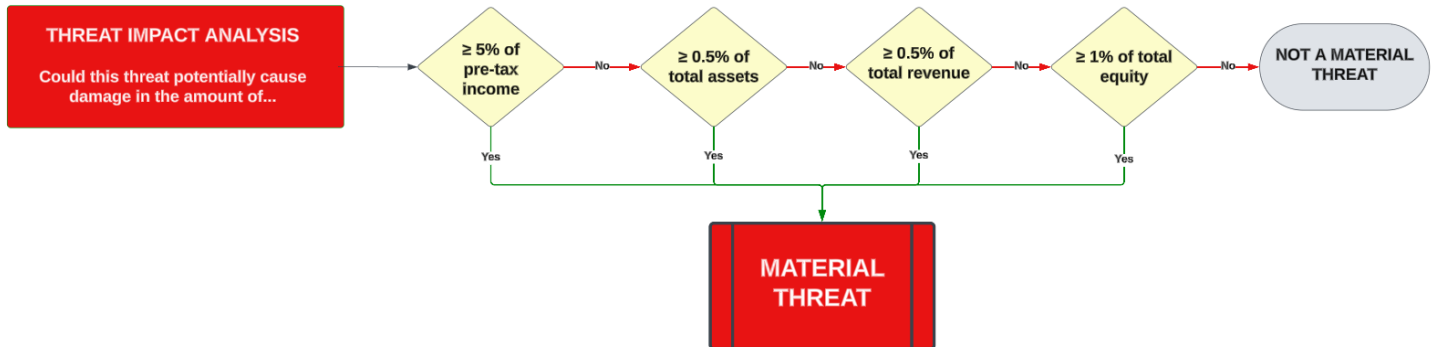 THREAT IMPACT ANALYSIS
Could this threat potentially cause
damage in the amount of...
≥ 5% of
pre-tax
income
No
≥ 0.5% of
total assets
No
≥ 0.5% of
total revenue
No
≥ 1% of total
equity
No
NOT A MATERIAL
THREAT
Yes
Yes
Yes
Yes
MATERIAL
THREAT